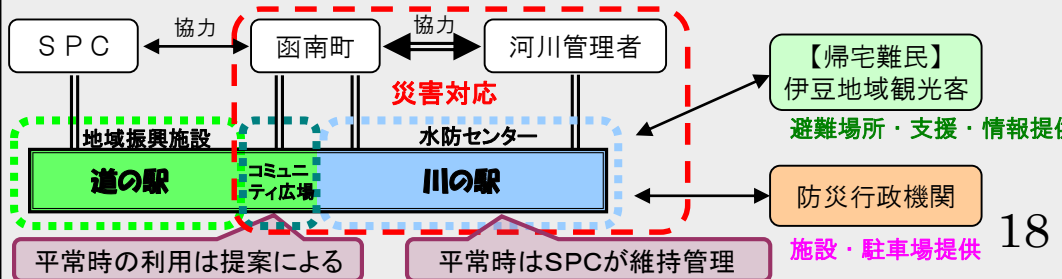 SPC
協力
函南町
協力
河川管理者
災害対応
【帰宅難民】
伊豆地域観光客
避難場所・支援・情報提供
地域振興施設
水防センター
道の駅
コミュニ
ティ広場
川の駅
防災行政機関
施設・駐車場提供
平常時の利用は提案による
平常時はSPCが維持管理
18